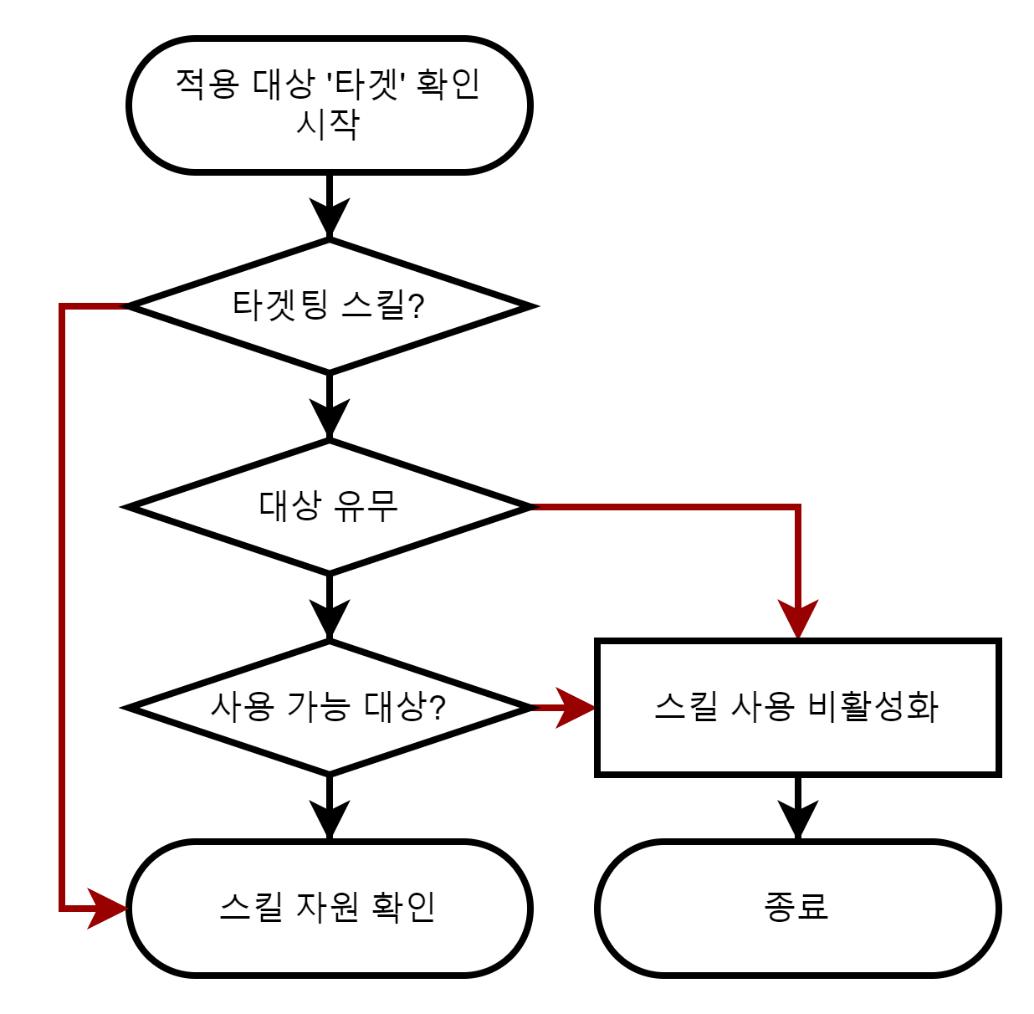 적용 대상 '타겟' 확인
시작
타겟팅 스킬?
대상 유무
사용 가능 대상?
스킬 사용 비활성화
스킬 자원 확인
종료